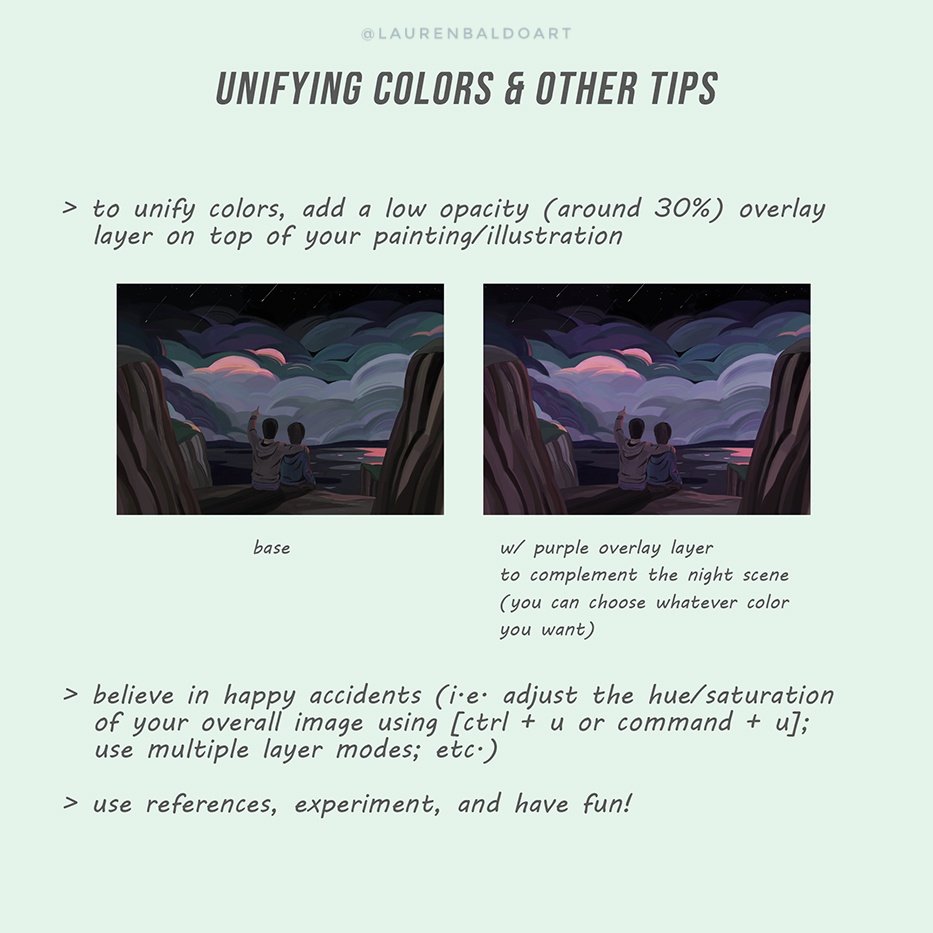 @LAURENBALDOART
UNIFYING COLORS & OTHER TIPS
> to unify colors, add a low opacity (around 30%) overlay
layer on top of your painting/illustration
base
w/ purple overlay layer
to complement the night scene
(you can choose whatever color
you want)
> believe in happy accidents (i.e. adjust the hue/saturation
of your overall image using [ctrl + u or command + u];
use multiple layer modes; etc.)
> use references, experiment, and have fun!